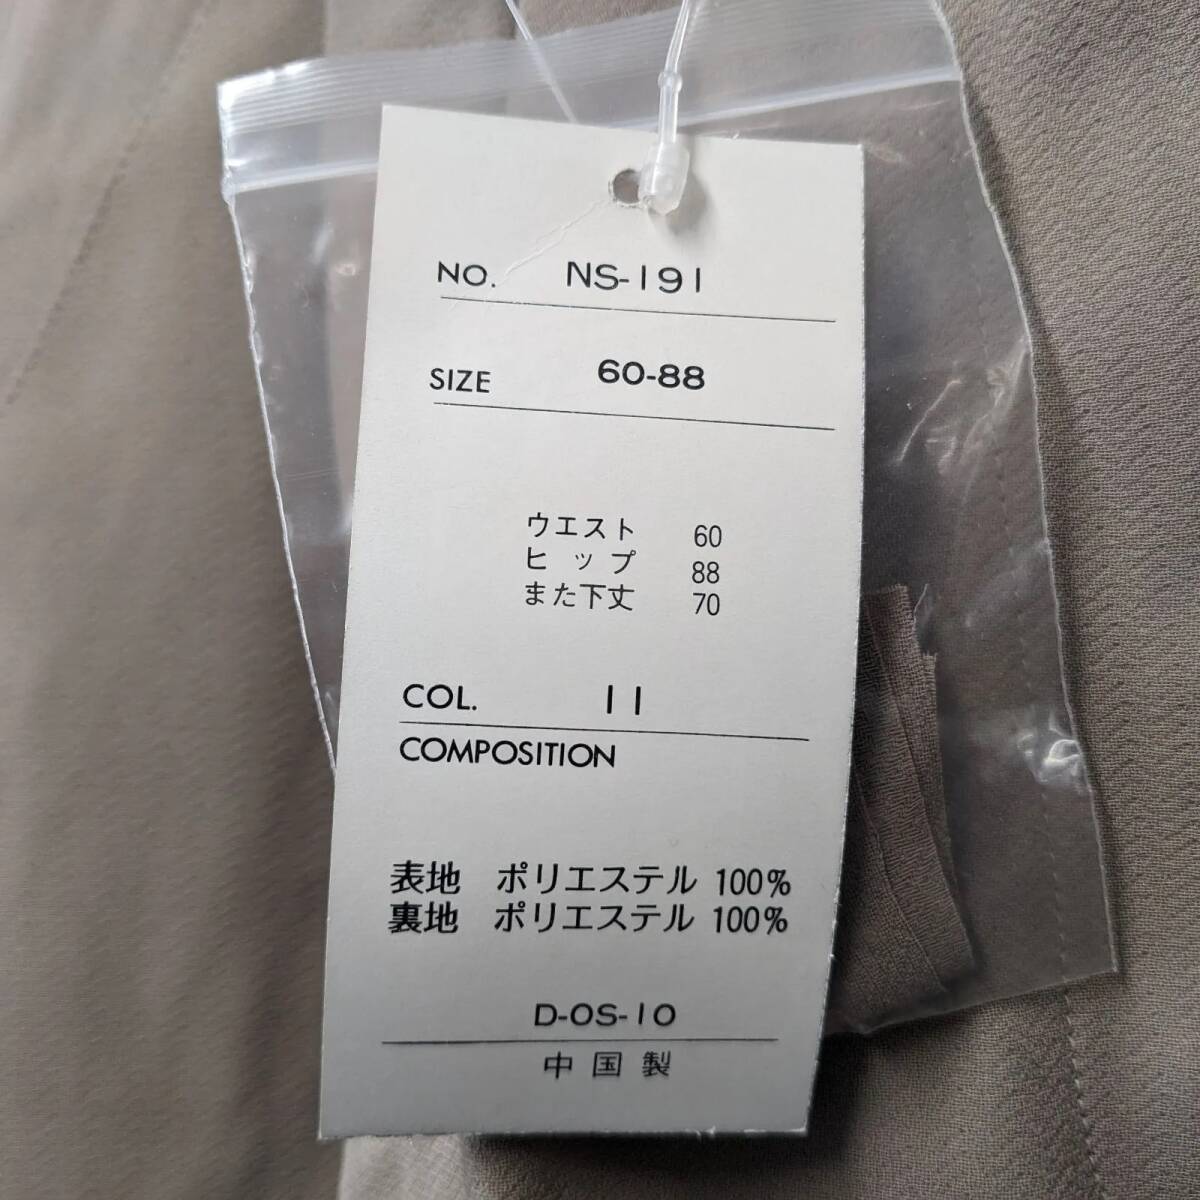 NO. NS-191
SIZE 60-88
ウエスト 60
ヒップ 88
また下丈 70
COL. 11
COMPOSITION
表地 ポリエステル 100%
裏地 ポリエステル 100%
D-OS-10
中国製